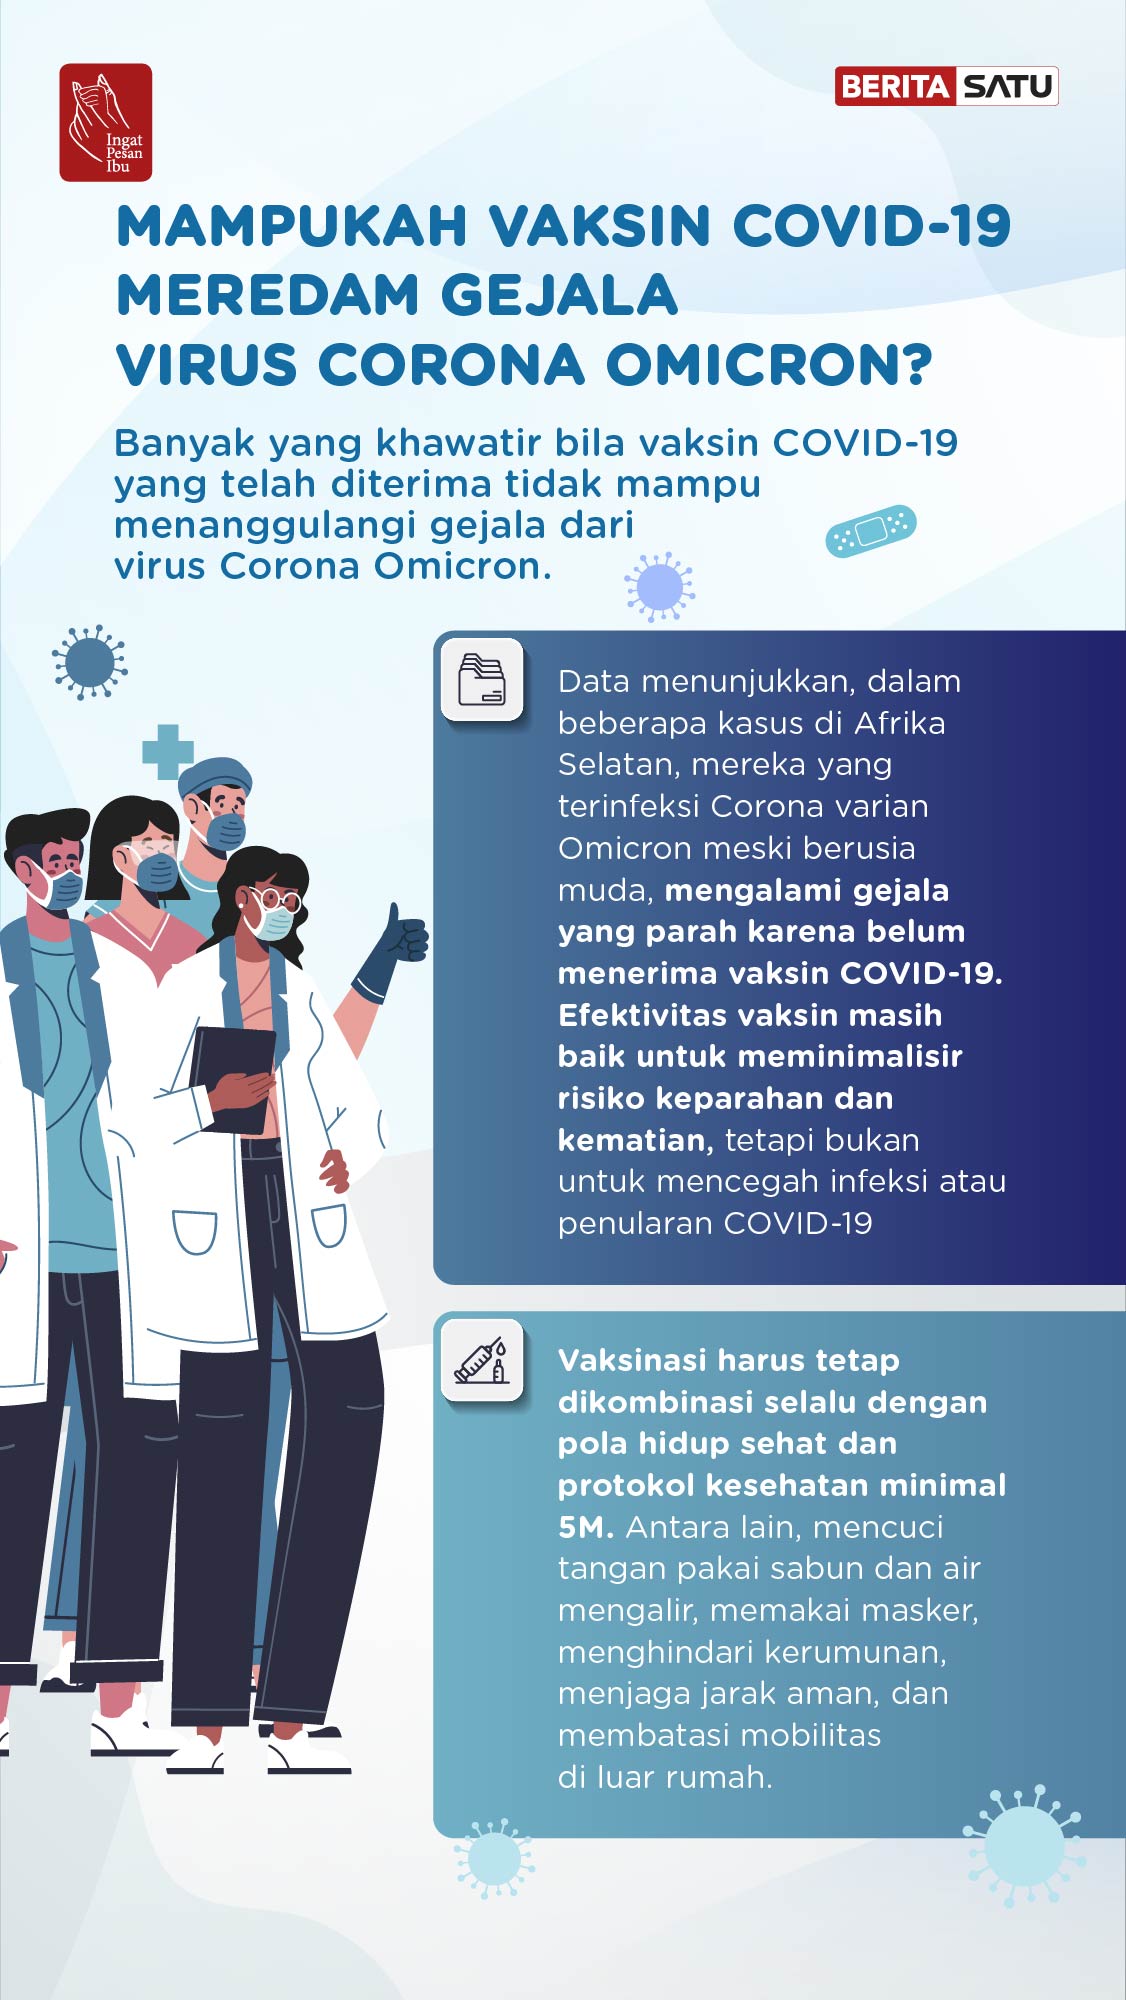 Ingat
Pesan
Ibu
BERITA SATU
MAMPUKAH VAKSIN COVID-19
MEREDAM GEJALA
VIRUS CORONA OMICRON?
Banyak yang khawatir bila vaksin COVID-19
yang telah diterima tidak mampu
menanggulangi gejala dari
virus Corona Omicron.
Data menunjukkan, dalam
beberapa kasus di Afrika
Selatan, mereka yang
terinfeksi Corona varian
Omicron meski berusia
muda, mengalami gejala
yang parah karena belum
menerima vaksin COVID-19.
Efektivitas vaksin masih
baik untuk meminimalisir
risiko keparahan dan
kematian, tetapi bukan
untuk mencegah infeksi atau
penularan COVID-19
Vaksinasi harus tetap
dikombinasi selalu dengan
pola hidup sehat dan
protokol kesehatan minimal
5M. Antara lain, mencuci
tangan pakai sabun dan air
mengalir, memakai masker,
menghindari kerumunan,
menjaga jarak aman, dan
membatasi mobilitas
di luar rumah.